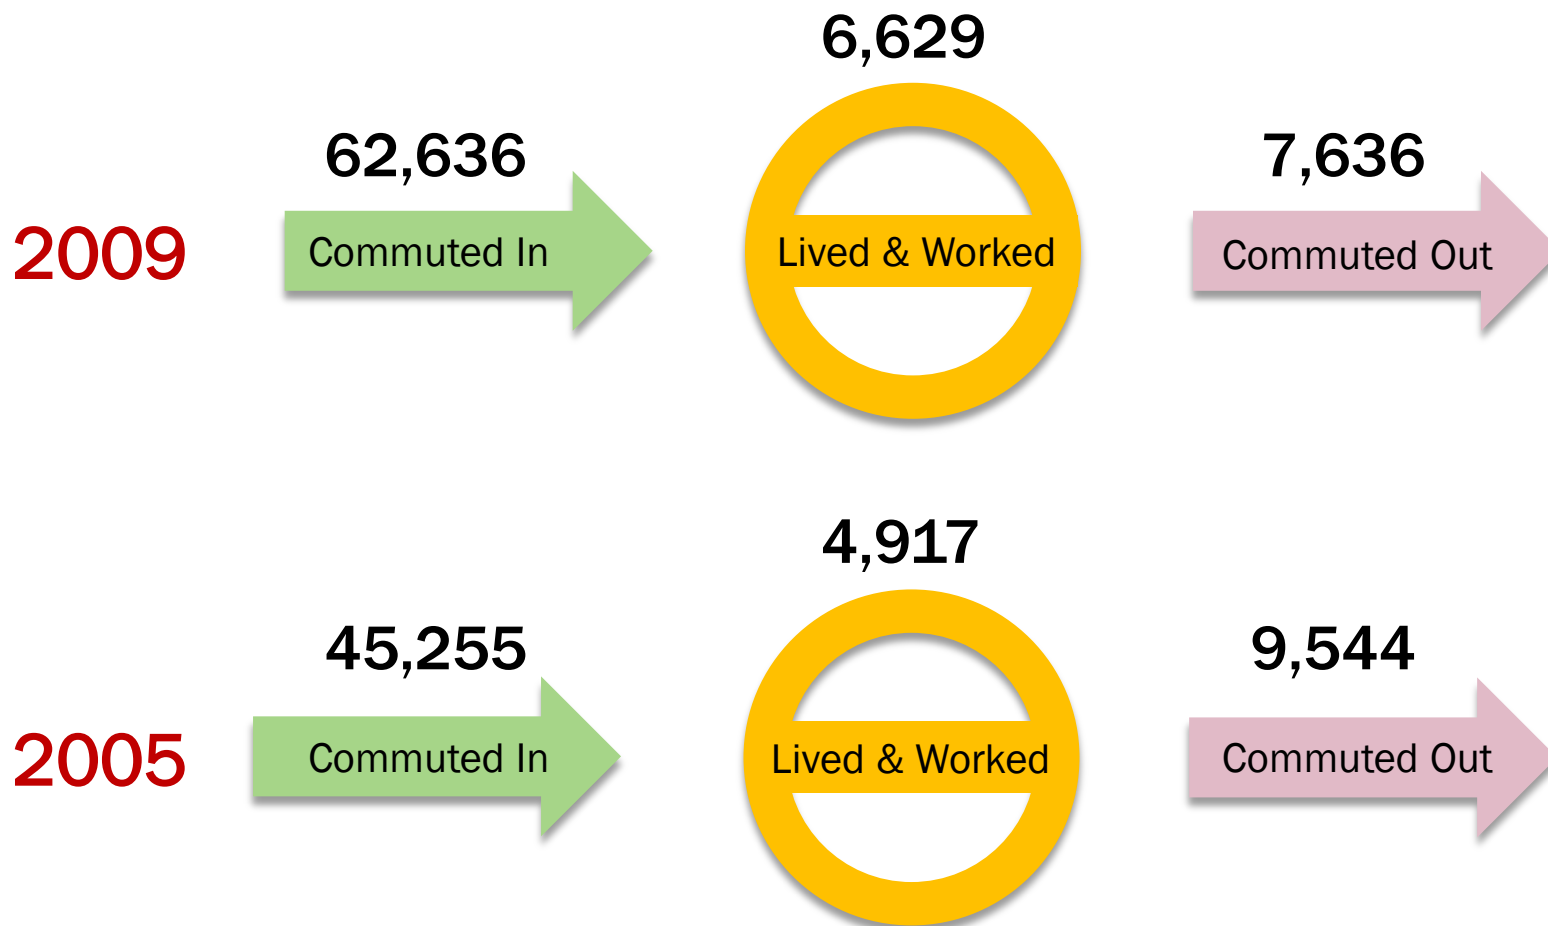 6,629
62,636
7,636
2009
Commuted In
Lived & Worked
Commuted Out
4,917
45,255
9,544
2005
Commuted In
Lived & Worked
Commuted Out